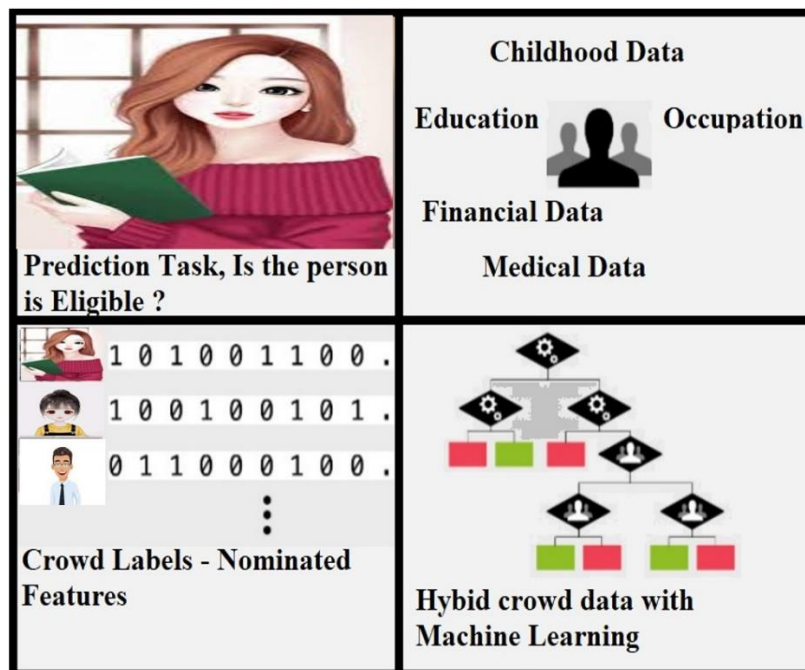 Prediction Task, Is the person
is Eligible ?
Childhood Data
Education Occupation
Financial Data
Medical Data
1 0 1 0 0 1 1 0 0 .
1 0 0 1 0 0 1 0 1 .
0 1 1 0 0 0 1 0 0 .
Crowd Labels - Nominated
Features
Hybid crowd data with
Machine Learning